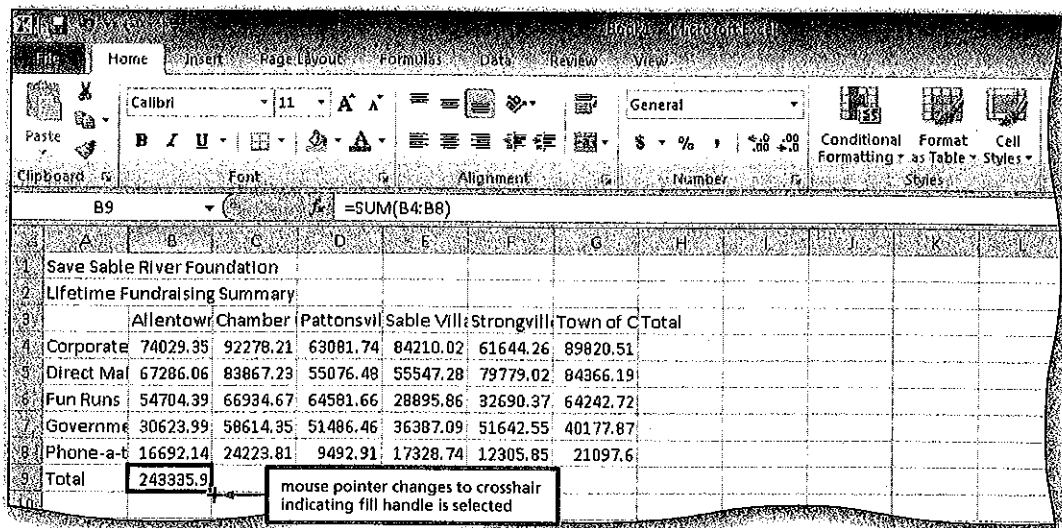 Book1 - Microsoft Excel
File Home Insert Page Layout Formulas Data Review View
Calibri 11 A A General
Paste B I U $ % , Conditional Format Cell
Formatting as Table Styles
Clipboard Font Alignment Number Styles
B9 fx =SUM(B4:B8)
A B C D E F G H I J K L
1 Save Sable River Foundation
2 Lifetime Fundraising Summary
3 Allentown Chamber Pattonsvil Sable Villa Strongville Town of C Total
4 Corporate 74029.35 92278.21 63081.74 84210.02 61644.26 89820.51
5 Direct Mai 67286.06 83867.23 55076.48 55547.28 79779.02 84366.19
6 Fun Runs 54704.39 66934.67 64581.66 28895.86 32690.37 64242.72
7 Governme 30623.99 58614.35 51486.46 36387.09 51642.55 40177.87
8 Phone-a-t 16692.14 24223.81 9492.91 17328.74 12305.85 21097.6
9 Total 243335.9
mouse pointer changes to crosshair
indicating fill handle is selected
10